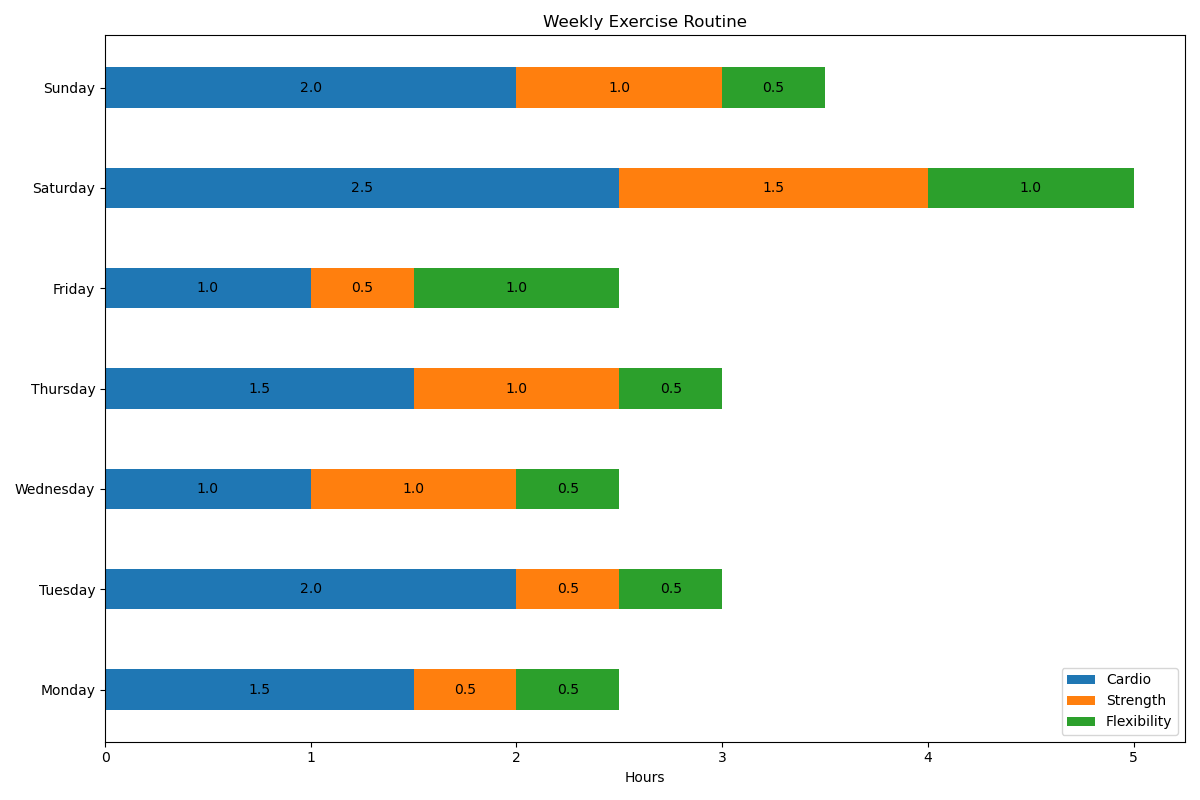 Weekly Exercise Routine
Sunday 2.0 1.0 0.5
Saturday 2.5 1.5 1.0
Friday 1.0 0.5 1.0
Thursday 1.5 1.0 0.5
Wednesday 1.0 1.0 0.5
Tuesday 2.0 0.5 0.5
Monday 1.5 0.5 0.5
Cardio
Strength
Flexibility
0 1 2 3 4 5
Hours